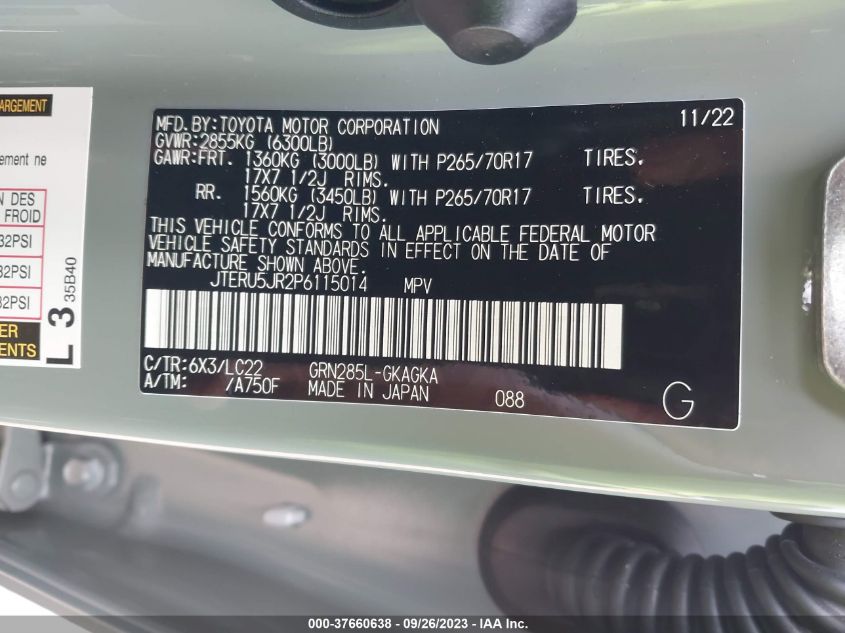 ARGEMENT
ement ne
N DES
FROID
32PSI
32PSI
32PSI
ER
ENTS
L 3 35B40
MFD. BY: TOYOTA MOTOR CORPORATION 11/22
GVWR: 2855KG (6300LB)
GAWR: FRT. 1360KG (3000LB) WITH P265/70R17 TIRES.
17X7 1/2J RIMS.
RR. 1560KG (3450LB) WITH P265/70R17 TIRES.
17X7 1/2J RIMS.
THIS VEHICLE CONFORMS TO ALL APPLICABLE FEDERAL MOTOR
VEHICLE SAFETY STANDARDS IN EFFECT ON THE DATE OF
MANUFACTURE SHOWN ABOVE.
JTERU5JR2P6115014 MPV
C/TR: 6X3/LC22 GRN285L-GKAGKA
A/TM: /A750F MADE IN JAPAN 088 G
000-37660638 - 09/26/2023 - IAA Inc.